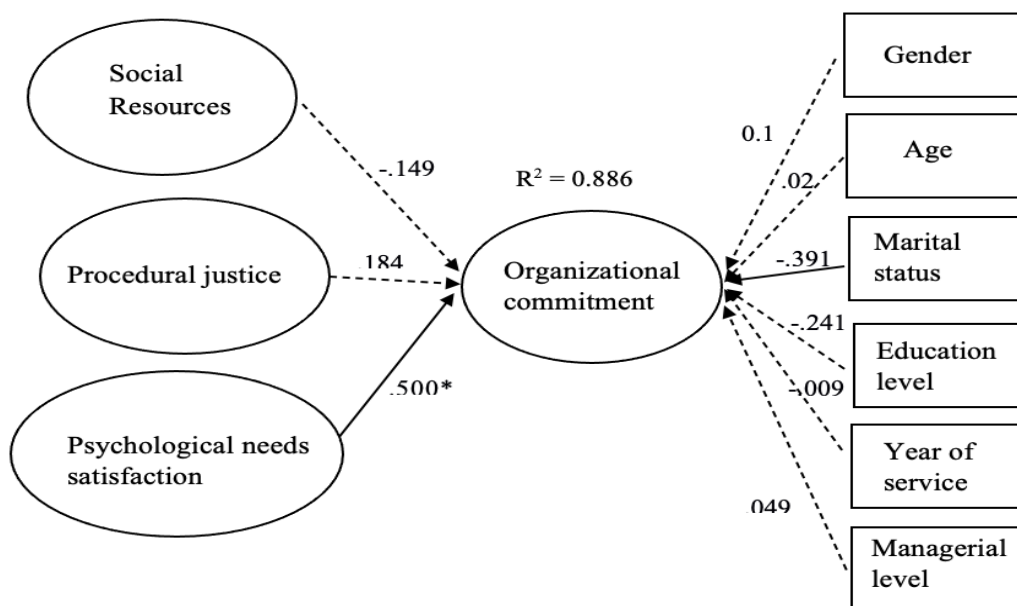 Social
Resources
-.149
Procedural justice
.184
Psychological needs
satisfaction
.500*
R² = 0.886
Organizational
commitment
Gender
0.1
Age
.02
Marital
status
-.391
Education
level
-.241
Year of
service
-.009
Managerial
level
.049